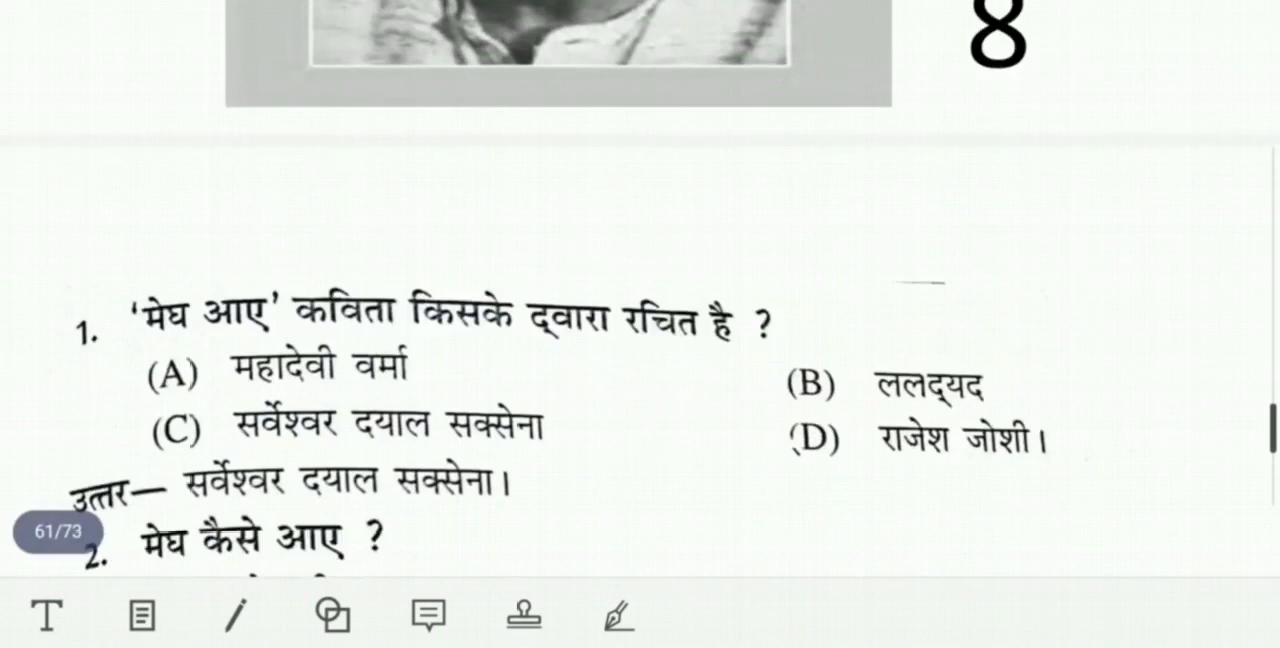 8
1. 'मेघ आए' कविता किसके द्वारा रचित है ?
(A) महादेवी वर्मा (B) ललद्यद
(C) सर्वेश्वर दयाल सक्सेना (D) राजेश जोशी।
उत्तर— सर्वेश्वर दयाल सक्सेना।
61/73
2. मेघ कैसे आए ?
T